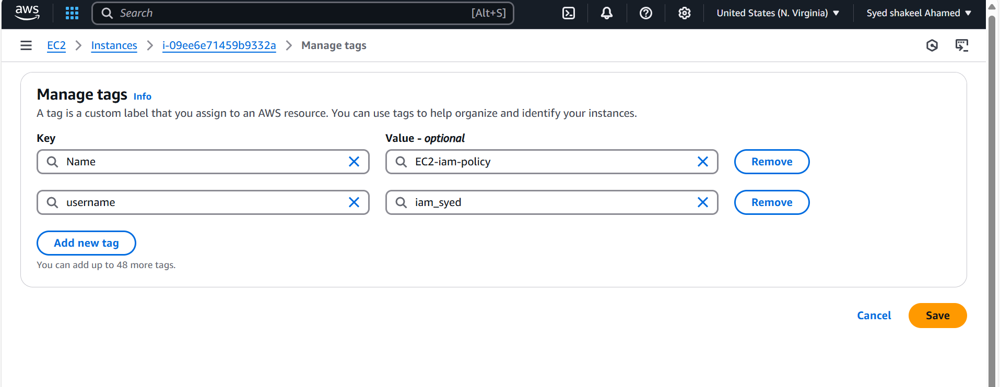 aws Search [Alt+S] United States (N. Virginia) Syed shakeel Ahamed
EC2 Instances i-09ee6e71459b9332a Manage tags
Manage tags Info
A tag is a custom label that you assign to an AWS resource. You can use tags to help organize and identify your instances.
Key Value - optional
Name EC2-iam-policy Remove
username iam_syed Remove
Add new tag
You can add up to 48 more tags.
Cancel Save